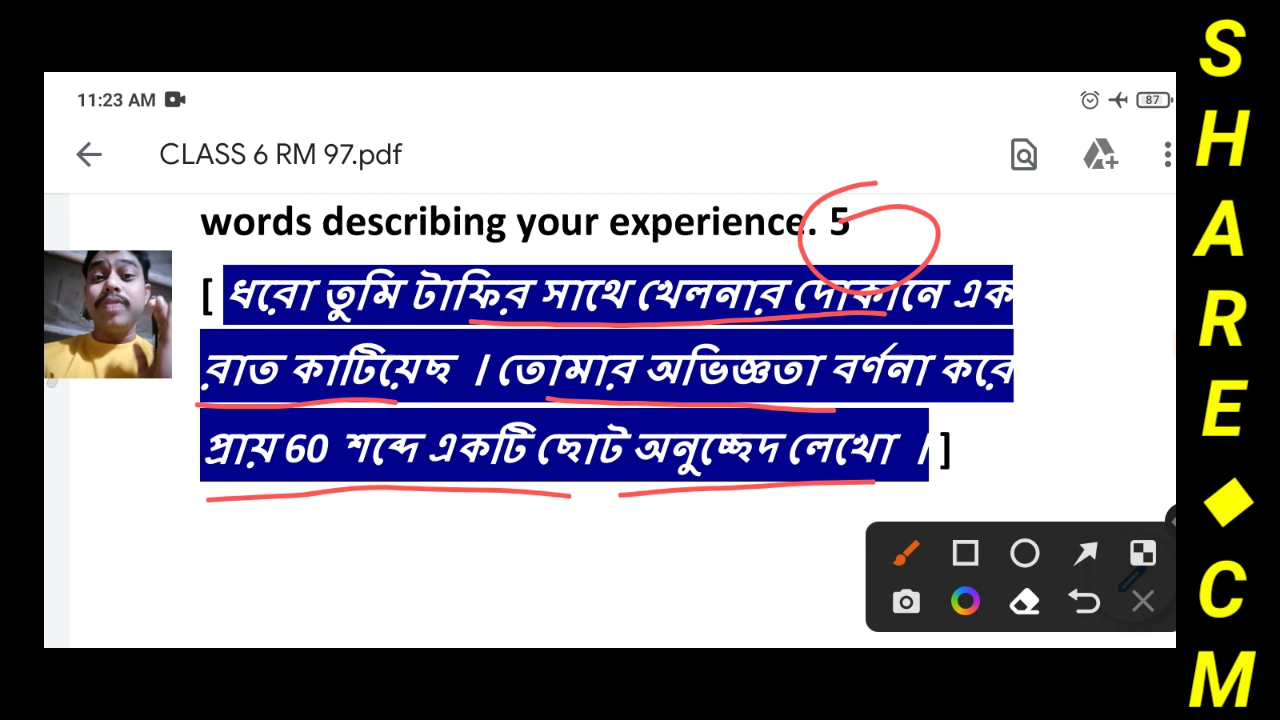 11:23 AM 87
CLASS 6 RM 97.pdf
words describing your experience. 5
[ ধরো তুমি টাফির সাথে খেলনার দোকানে এক
রাত কাটিয়েছ । তোমার অভিজ্ঞতা বর্ণনা করে
প্রায় 60 শব্দে একটি ছোট অনুচ্ছেদ লেখো । ]
SHARE◆CM